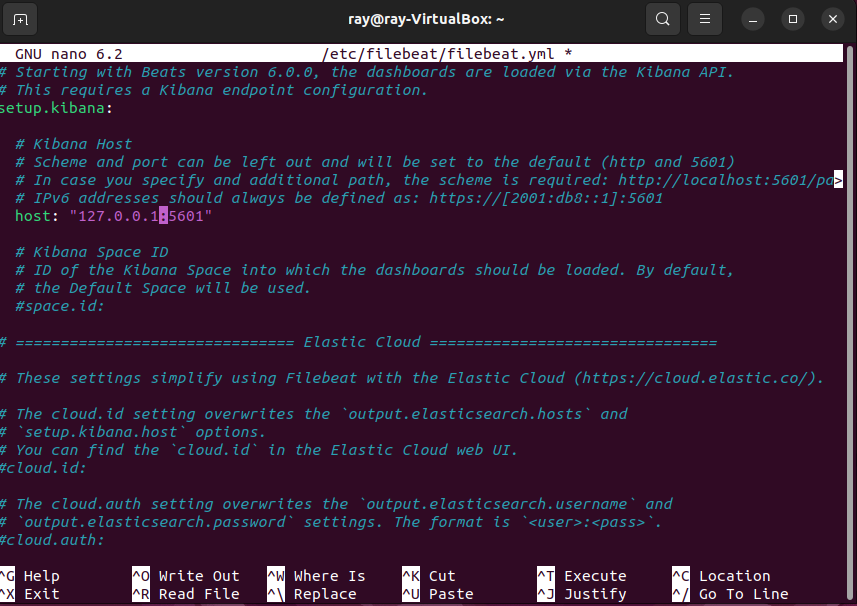 ray@ray-VirtualBox: ~
GNU nano 6.2 /etc/filebeat/filebeat.yml *
# Starting with Beats version 6.0.0, the dashboards are loaded via the Kibana API.
# This requires a Kibana endpoint configuration.
setup.kibana:
# Kibana Host
# Scheme and port can be left out and will be set to the default (http and 5601)
# In case you specify and additional path, the scheme is required: http://localhost:5601/pa>
# IPv6 addresses should always be defined as: https://[2001:db8::1]:5601
host: "127.0.0.1:5601"
# Kibana Space ID
# ID of the Kibana Space into which the dashboards should be loaded. By default,
# the Default Space will be used.
#space.id:
# =============================== Elastic Cloud ================================
# These settings simplify using Filebeat with the Elastic Cloud (https://cloud.elastic.co/).
# The cloud.id setting overwrites the `output.elasticsearch.hosts` and
# `setup.kibana.host` options.
# You can find the `cloud.id` in the Elastic Cloud web UI.
#cloud.id:
# The cloud.auth setting overwrites the `output.elasticsearch.username` and
# `output.elasticsearch.password` settings. The format is `<user>:<pass>`.
#cloud.auth:
^G Help ^O Write Out ^W Where Is ^K Cut ^T Execute ^C Location
^X Exit ^R Read File ^\ Replace ^U Paste ^J Justify ^/ Go To Line